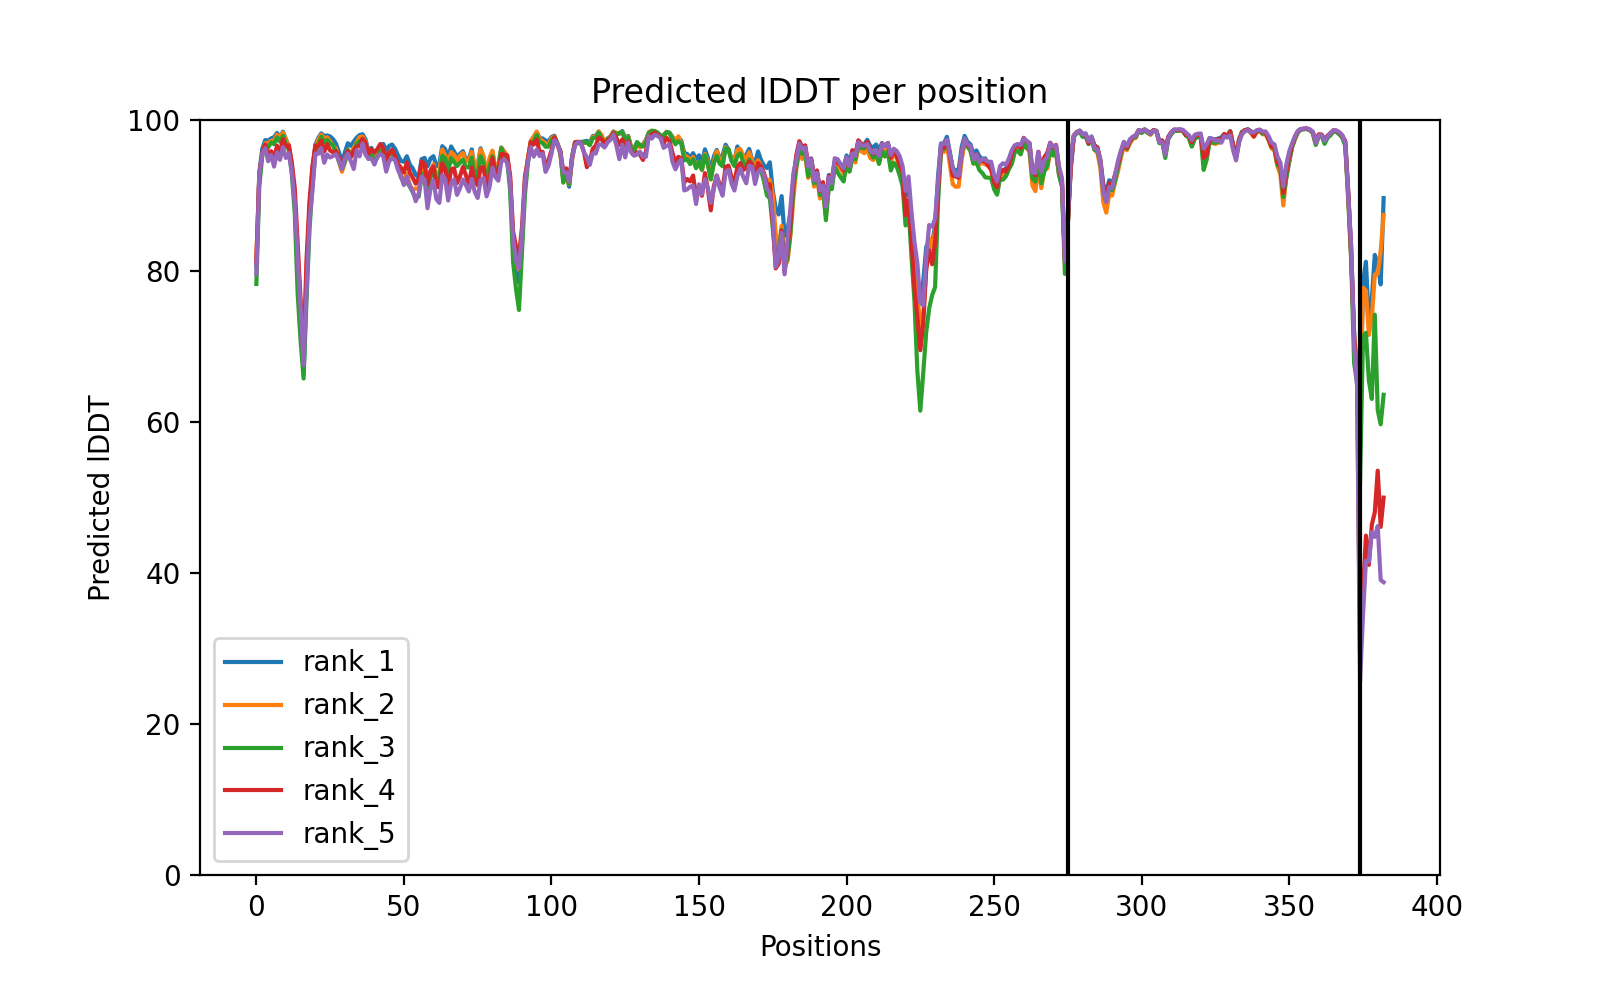 Predicted lDDT per position
100
80
60
40
20
0
Predicted lDDT
rank_1
rank_2
rank_3
rank_4
rank_5
0 50 100 150 200 250 300 350 400
Positions